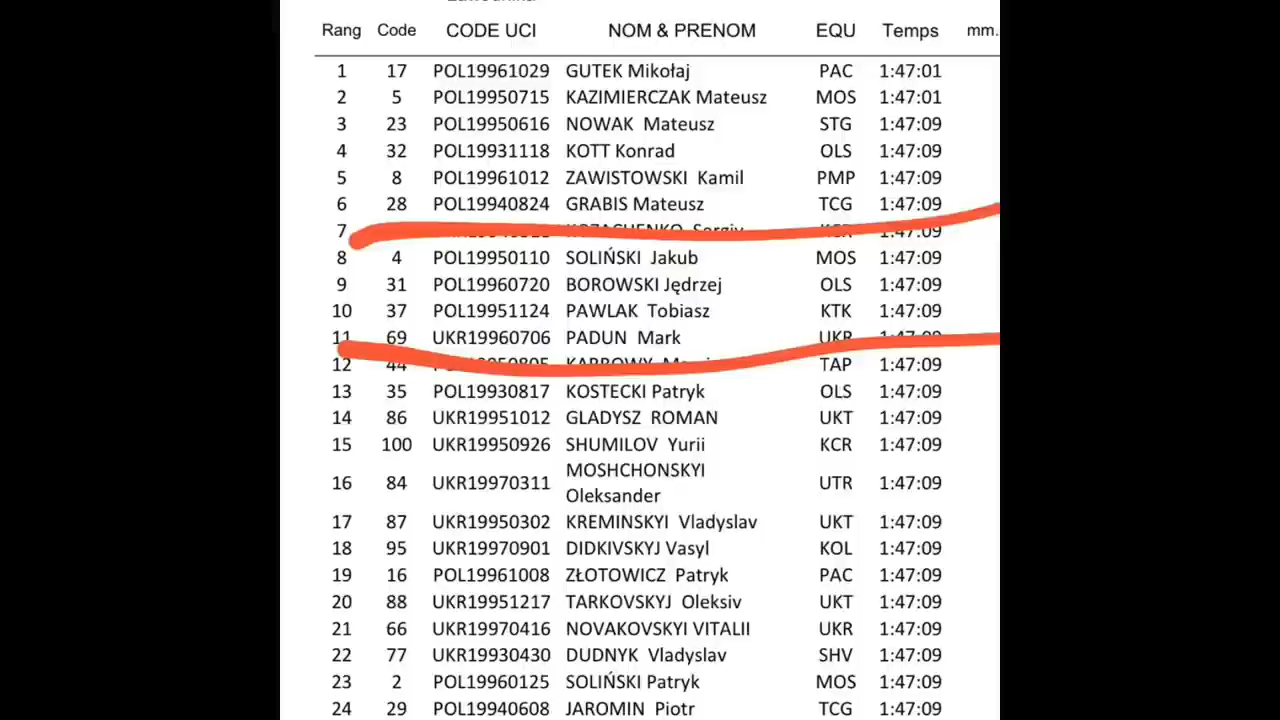 Rang Code CODE UCI NOM & PRENOM EQU Temps mm.
1 17 POL19961029 GUTEK Mikołaj PAC 1:47:01
2 5 POL19950715 KAZIMIERCZAK Mateusz MOS 1:47:01
3 23 POL19950616 NOWAK Mateusz STG 1:47:09
4 32 POL19931118 KOTT Konrad OLS 1:47:09
5 8 POL19961012 ZAWISTOWSKI Kamil PMP 1:47:09
6 28 POL19940824 GRABIS Mateusz TCG 1:47:09
7 Sergiy 1:47:09
8 4 POL19950110 SOLIŃSKI Jakub MOS 1:47:09
9 31 POL19960720 BOROWSKI Jędrzej OLS 1:47:09
10 37 POL19951124 PAWLAK Tobiasz KTK 1:47:09
11 69 UKR19960706 PADUN Mark UKR 1:47:09
12 44 TAP 1:47:09
13 35 POL19930817 KOSTECKI Patryk OLS 1:47:09
14 86 UKR19951012 GLADYSZ ROMAN UKT 1:47:09
15 100 UKR19950926 SHUMILOV Yurii KCR 1:47:09
MOSHCHONSKYI
16 84 UKR19970311 UTR 1:47:09
Oleksander
17 87 UKR19950302 KREMINSKYI Vladyslav UKT 1:47:09
18 95 UKR19970901 DIDKIVSKYJ Vasyl KOL 1:47:09
19 16 POL19961008 ZŁOTOWICZ Patryk PAC 1:47:09
20 88 UKR19951217 TARKOVSKYJ Oleksiv UKT 1:47:09
21 66 UKR19970416 NOVAKOVSKYI VITALII UKR 1:47:09
22 77 UKR19930430 DUDNYK Vladyslav SHV 1:47:09
23 2 POL19960125 SOLIŃSKI Patryk MOS 1:47:09
24 29 POL19940608 JAROMIN Piotr TCG 1:47:09